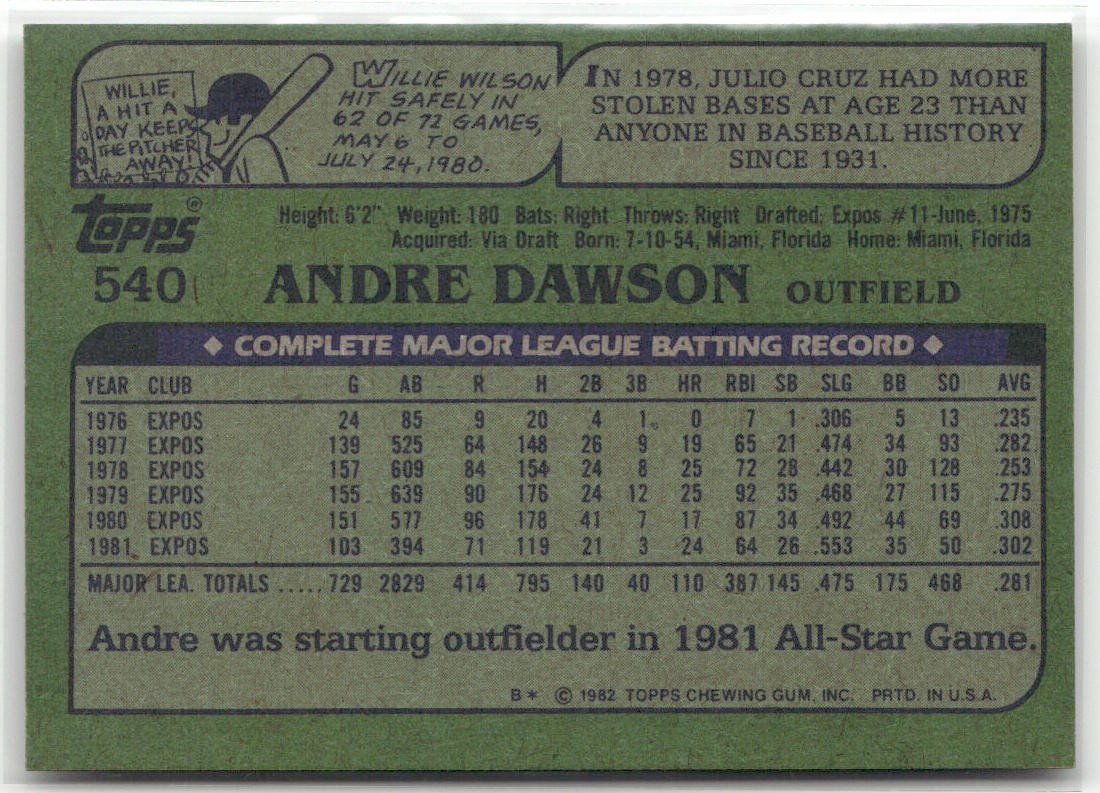 WILLIE,
A HIT A
DAY KEEPS
THE PITCHER
AWAY!
WILLIE WILSON
HIT SAFELY IN
62 OF 72 GAMES,
MAY 6 TO
JULY 24, 1980.
IN 1978, JULIO CRUZ HAD MORE
STOLEN BASES AT AGE 23 THAN
ANYONE IN BASEBALL HISTORY
SINCE 1931.
topps®
Height: 6'2" Weight: 180 Bats: Right Throws: Right Drafted: Expos #11-June, 1975
Acquired: Via Draft Born: 7-10-54, Miami, Florida Home: Miami, Florida
540 ANDRE DAWSON OUTFIELD
◆ COMPLETE MAJOR LEAGUE BATTING RECORD ◆
YEAR CLUB G AB R H 2B 3B HR RBI SB SLG BB SO AVG
1976 EXPOS 24 85 9 20 4 1 0 7 1 .306 5 13 .235
1977 EXPOS 139 525 64 148 26 9 19 65 21 .474 34 93 .282
1978 EXPOS 157 609 84 154 24 8 25 72 28 .442 30 128 .253
1979 EXPOS 155 639 90 176 24 12 25 92 35 .468 27 115 .275
1980 EXPOS 151 577 96 178 41 7 17 87 34 .492 44 69 .308
1981 EXPOS 103 394 71 119 21 3 24 64 26 .553 35 50 .302
MAJOR LEA. TOTALS ..... 729 2829 414 795 140 40 110 387 145 .475 175 468 .281
Andre was starting outfielder in 1981 All-Star Game.
B* © 1982 TOPPS CHEWING GUM, INC. PRTD. IN U.S.A.